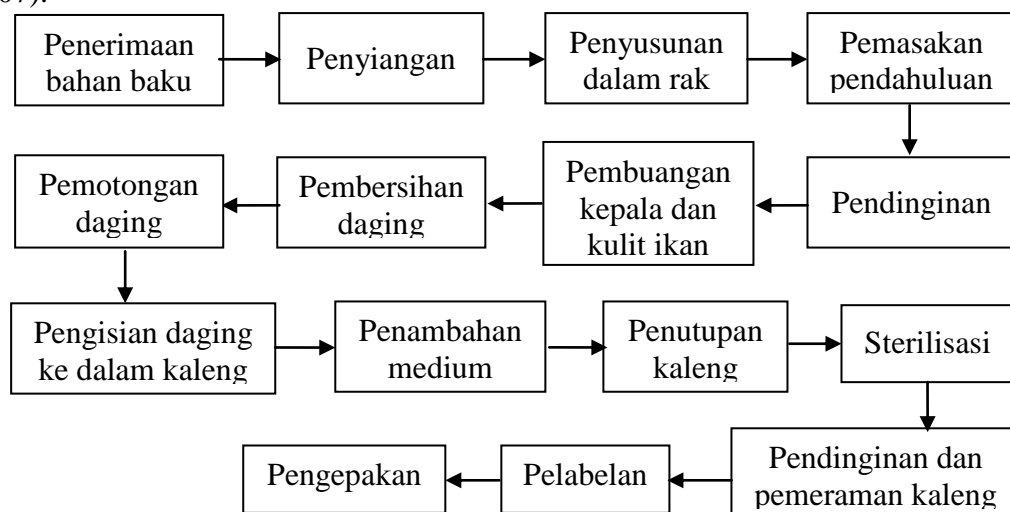 07).
Penerimaan
bahan baku
Penyiangan
Penyusunan
dalam rak
Pemasakan
pendahuluan
Pendinginan
Pembuangan
kepala dan
kulit ikan
Pembersihan
daging
Pemotongan
daging
Pengisian daging
ke dalam kaleng
Penambahan
medium
Penutupan
kaleng
Sterilisasi
Pendinginan dan
pemeraman kaleng
Pelabelan
Pengepakan